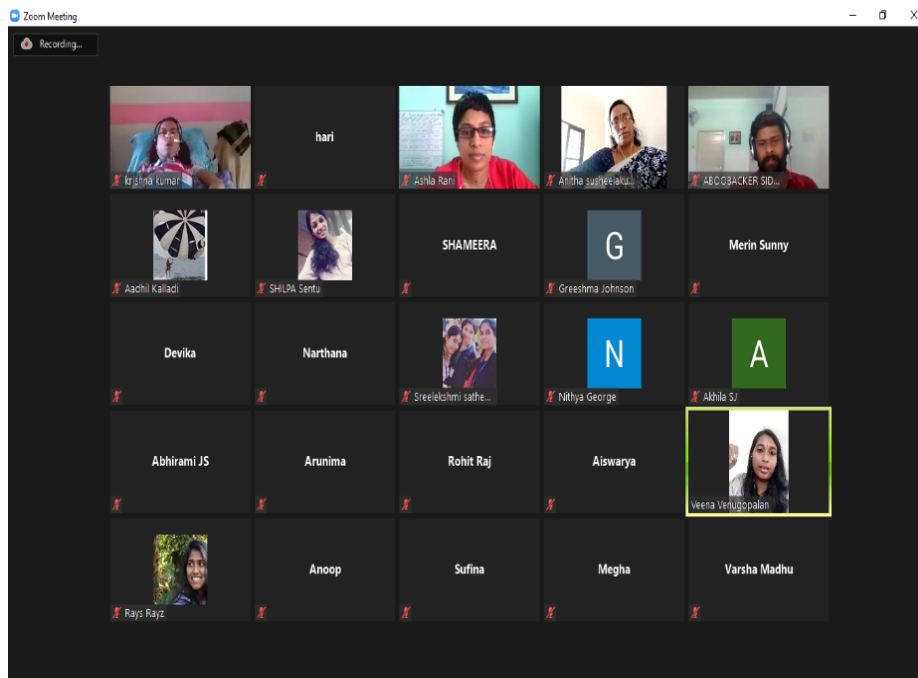 Zoom Meeting
Recording...
krishna kumar
hari
Ashla Rani
Anitha susheelaku...
ABOOBACKER SID...
Aadhil Kalladi
SHILPA Sentu
SHAMEERA
G
Greeshma Johnson
Merin Sunny
Devika
Narthana
Sreelekshmi sathe...
N
Nithya George
A
Akhila SJ
Abhirami JS
Arunima
Rohit Raj
Aiswarya
Veena Venugopalan
Rays Rayz
Anoop
Sufina
Megha
Varsha Madhu